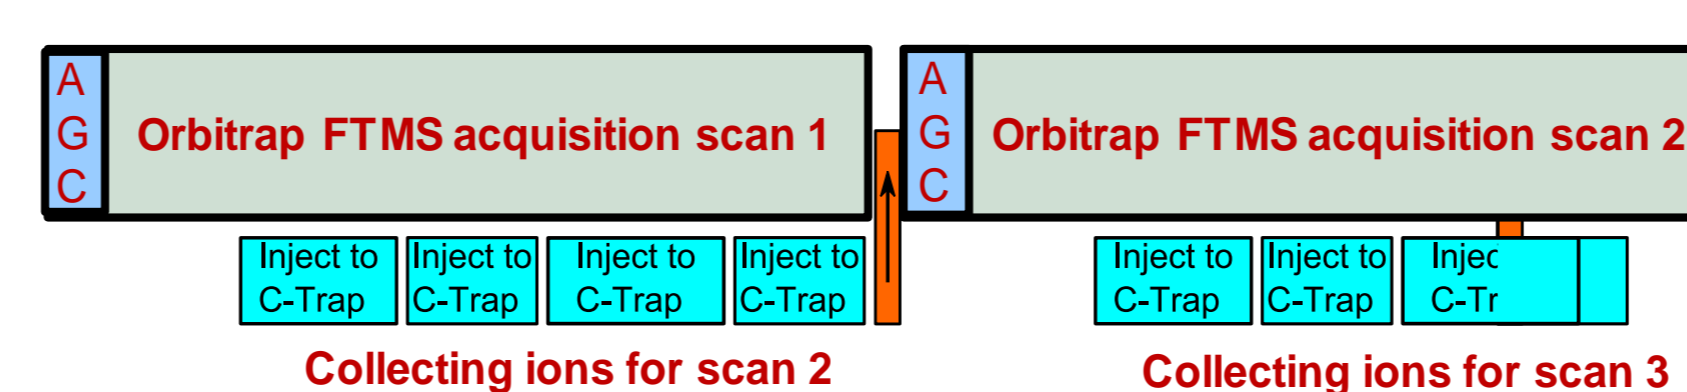 A
G
C
Orbitrap FTMS acquisition scan 1
A
G
C
Orbitrap FTMS acquisition scan 2
Inject to
C-Trap
Inject to
C-Trap
Inject to
C-Trap
Inject to
C-Trap
Inject to
C-Trap
Inject to
C-Trap
Injec
C-Tr
Collecting ions for scan 2
Collecting ions for scan 3